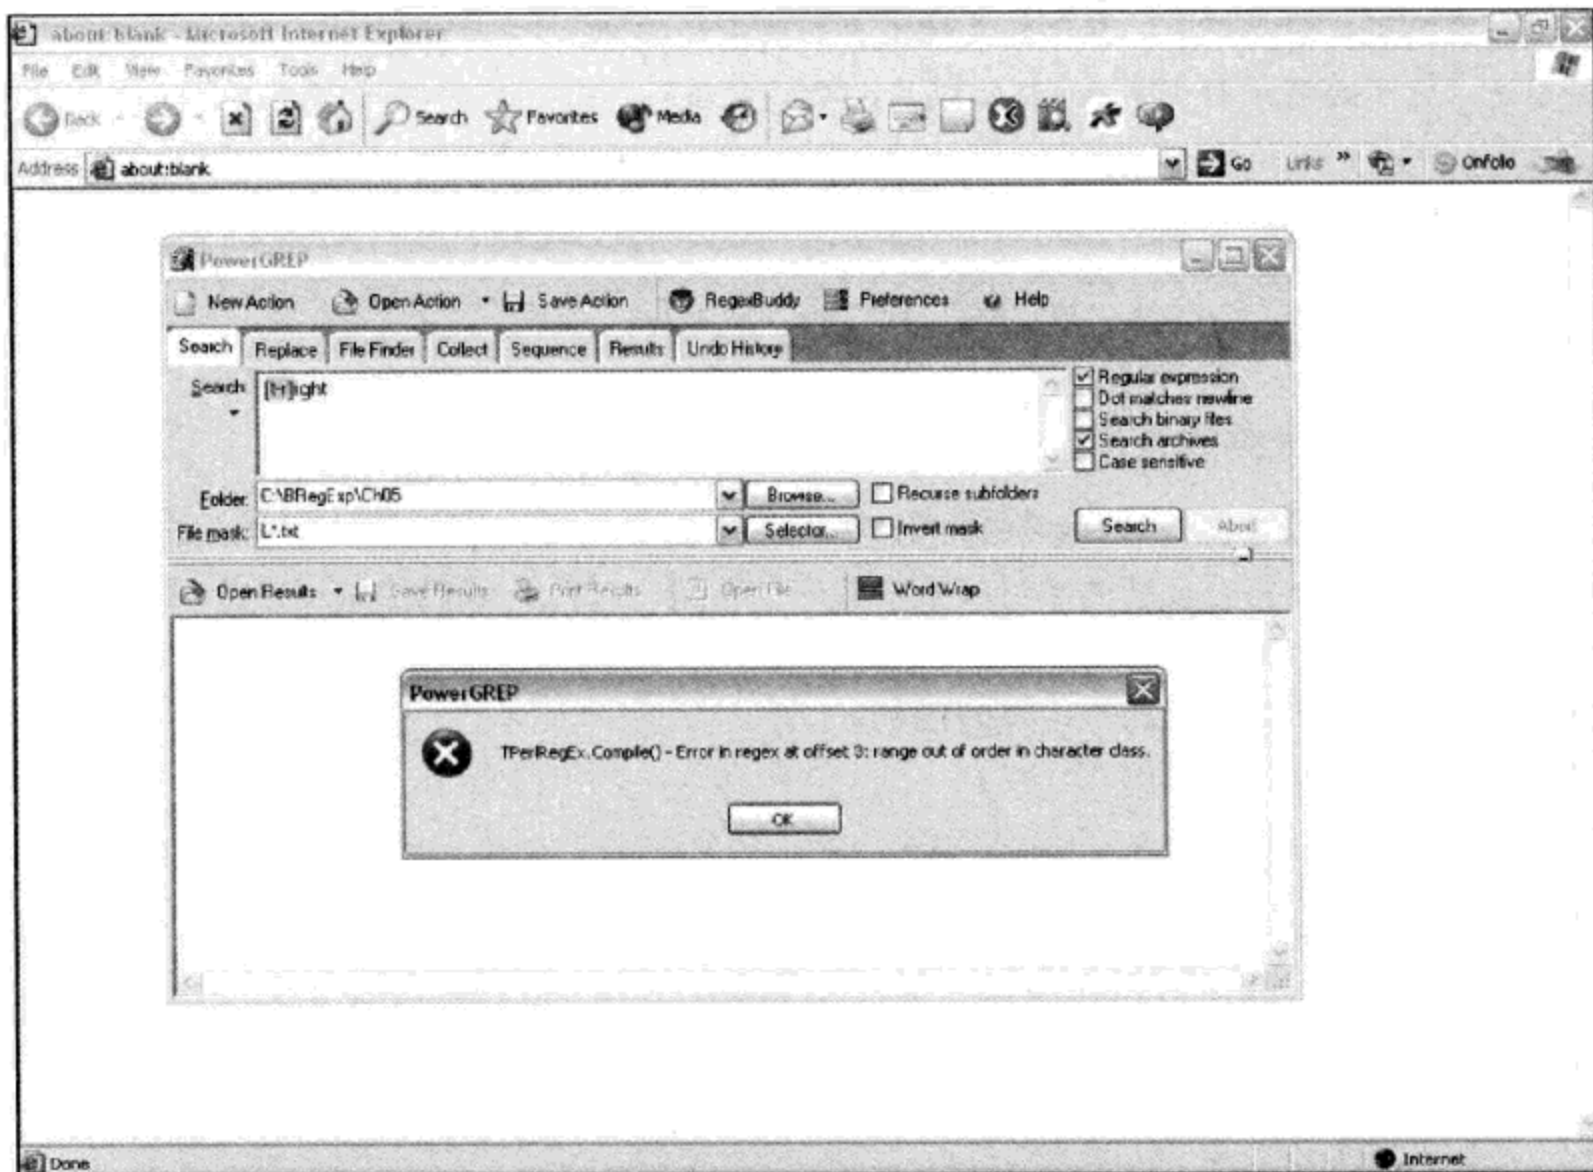 about:blank - Microsoft Internet Explorer
File Edit View Favorites Tools Help
Back Search Favorites Media
Address about:blank Go Links » Onfolio
PowerGREP
New Action Open Action Save Action RegexBuddy Preferences Help
Search Replace File Finder Collect Sequence Results Undo History
Search [t-r]ight
Regular expression
Dot matches newline
Search binary files
Search archives
Case sensitive
Folder: C:\BRegExp\Ch05 Browse... Recurse subfolders
File mask: L*.txt Selector... Invert mask Search Abort
Open Results Save Results Print Results Open File Word Wrap
PowerGREP
TPerlRegEx.Compile() - Error in regex at offset 3: range out of order in character class.
OK
Done Internet